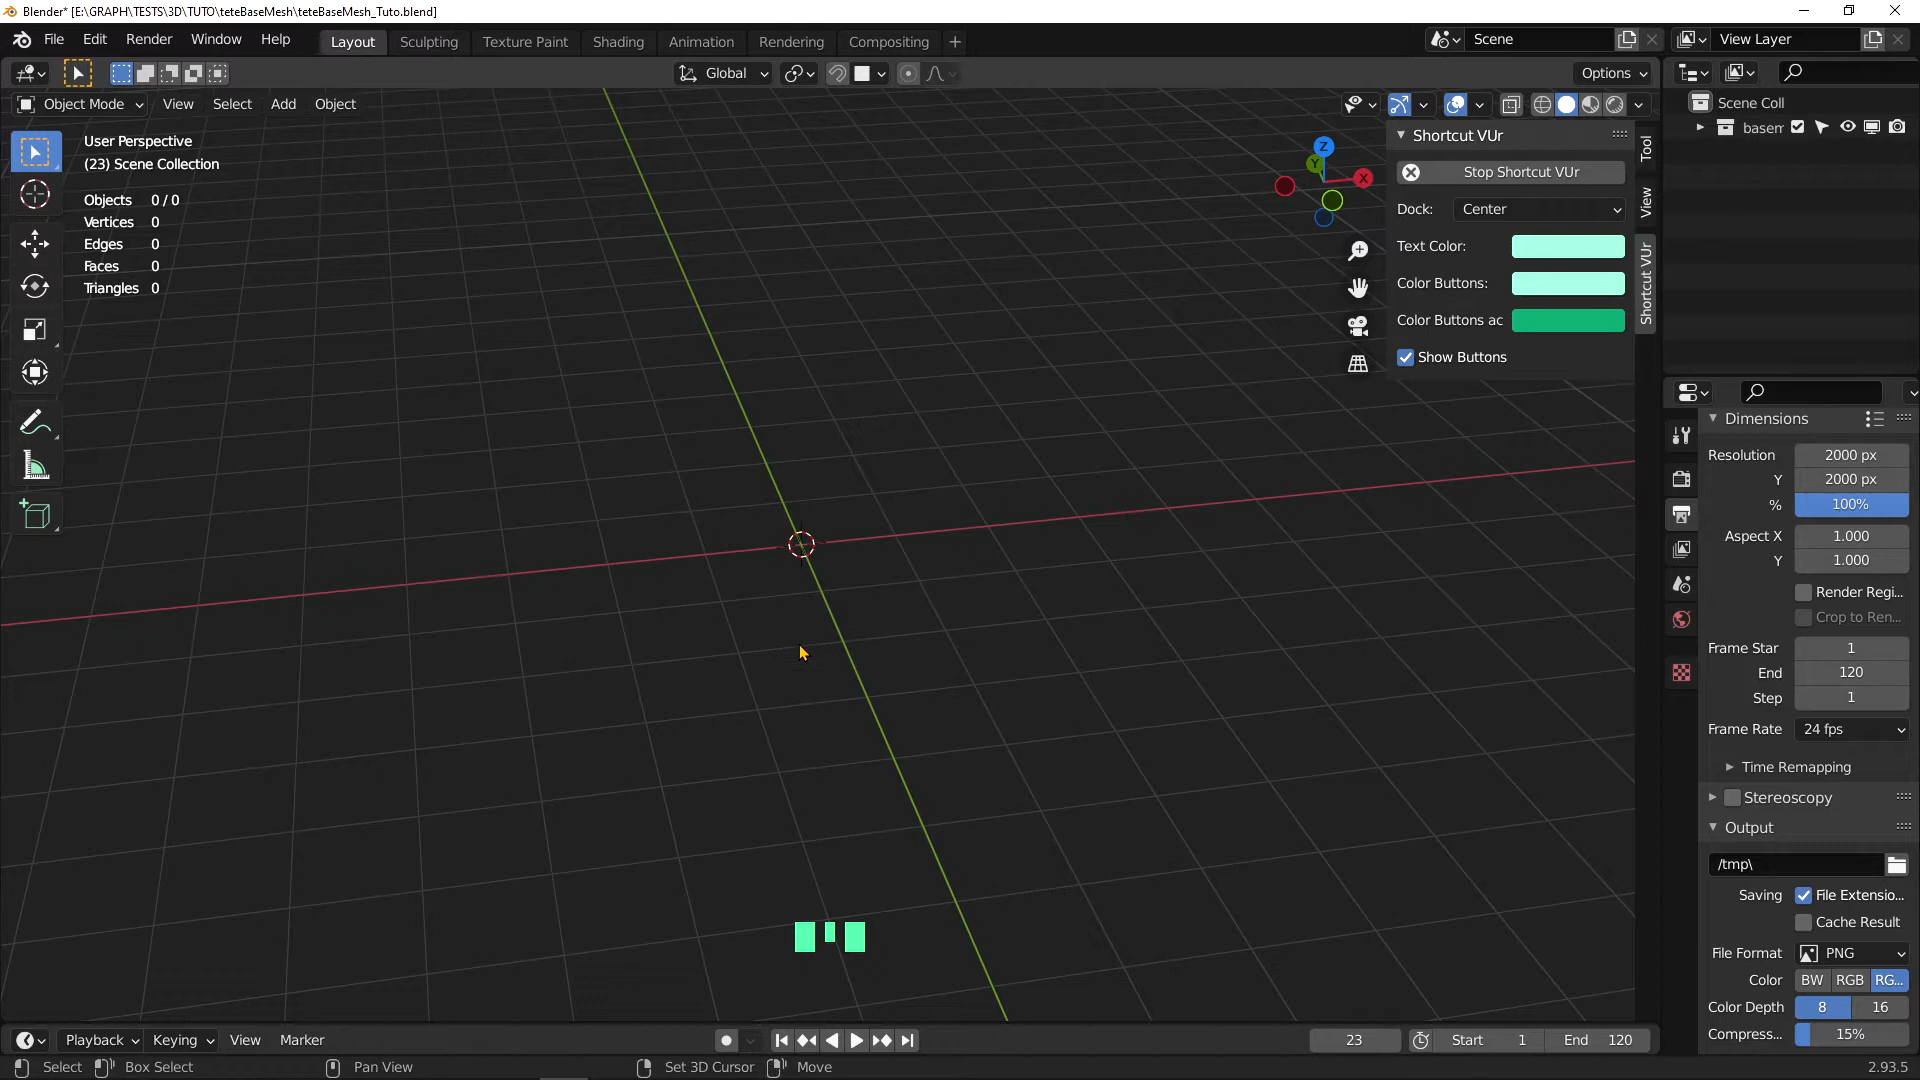 Blender* [E:\GRAPH\TESTS\3D\TUTO\teteBaseMesh\teteBaseMesh_Tuto.blend]
File Edit Render Window Help Layout Sculpting Texture Paint Shading Animation Rendering Compositing + Scene View Layer
Global Options
Object Mode View Select Add Object
User Perspective
(23) Scene Collection
Objects 0 / 0
Vertices 0
Edges 0
Faces 0
Triangles 0
Z
Y
X
Shortcut VUr
Stop Shortcut VUr
Dock: Center
Text Color:
Color Buttons:
Color Buttons ac
Show Buttons
Tool
View
Shortcut VUr
Scene Coll
basem
Dimensions
Resolution 2000 px
Y 2000 px
% 100%
Aspect X 1.000
Y 1.000
Render Regi...
Crop to Ren...
Frame Star 1
End 120
Step 1
Frame Rate 24 fps
Time Remapping
Stereoscopy
Output
/tmp\
Saving File Extensio...
Cache Result
File Format PNG
Color BW RGB RG...
Color Depth 8 16
Compress... 15%
Playback Keying View Marker 23 Start 1 End 120
Select Box Select Pan View Set 3D Cursor Move 2.93.5